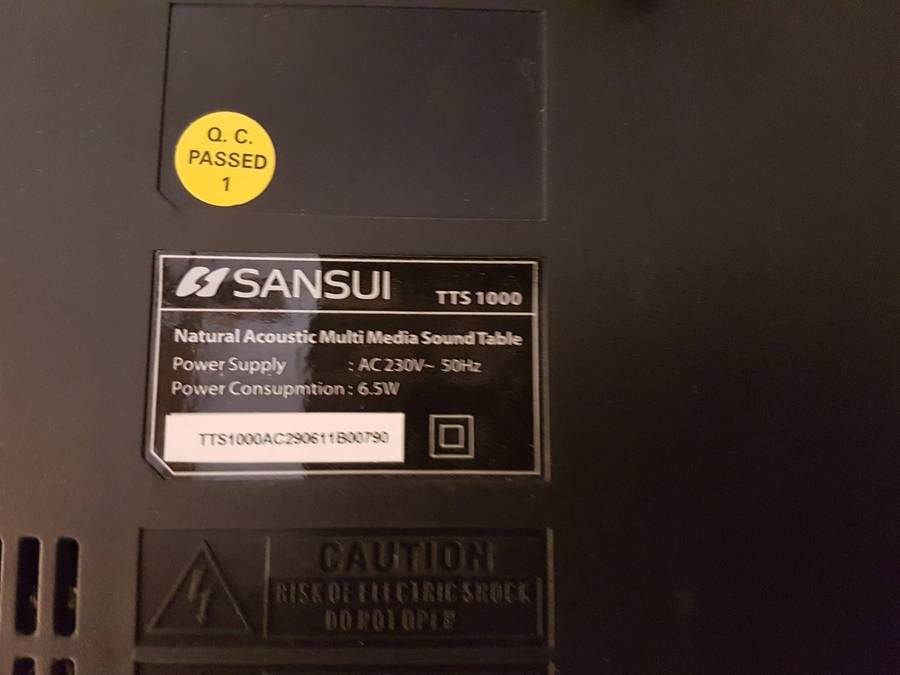 Q. C.
PASSED
1
SANSUI TTS 1000
Natural Acoustic Multi Media Sound Table
Power Supply : AC 230V~ 50Hz
Power Consupmtion : 6.5W
TTS1000AC290611B00790
CAUTION
RISK OF ELECTRIC SHOCK
DO NOT OPEN